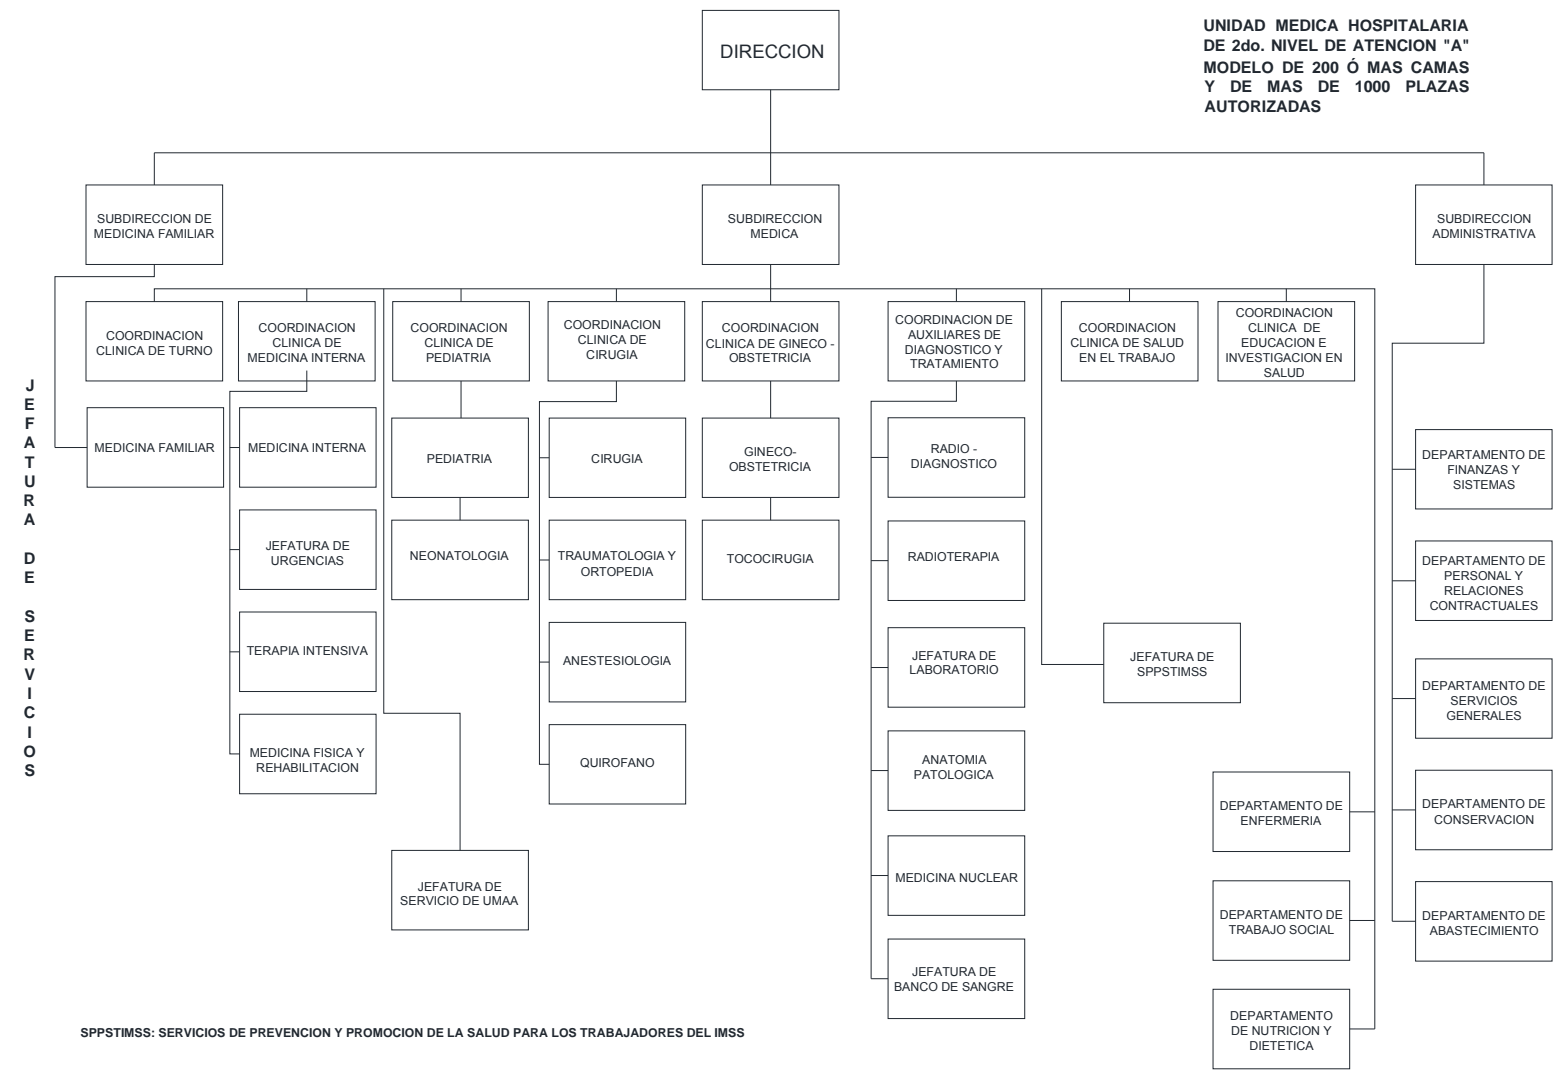 DIRECCION
UNIDAD MEDICA HOSPITALARIA
DE 2do. NIVEL DE ATENCION "A"
MODELO DE 200 Ó MAS CAMAS
Y DE MAS DE 1000 PLAZAS
AUTORIZADAS
SUBDIRECCION DE
MEDICINA FAMILIAR
SUBDIRECCION
MEDICA
SUBDIRECCION
ADMINISTRATIVA
COORDINACION
CLINICA DE TURNO
COORDINACION
CLINICA DE
MEDICINA INTERNA
COORDINACION
CLINICA DE
PEDIATRIA
COORDINACION
CLINICA DE
CIRUGIA
COORDINACION
CLINICA DE GINECO -
OBSTETRICIA
COORDINACION DE
AUXILIARES DE
DIAGNOSTICO Y
TRATAMIENTO
COORDINACION
CLINICA DE SALUD
EN EL TRABAJO
COORDINACION
CLINICA DE
EDUCACION E
INVESTIGACION EN
SALUD
JEFATURA DE SERVICIOS
MEDICINA FAMILIAR
MEDICINA INTERNA
JEFATURA DE
URGENCIAS
TERAPIA INTENSIVA
MEDICINA FISICA Y
REHABILITACION
PEDIATRIA
NEONATOLOGIA
JEFATURA DE
SERVICIO DE UMAA
CIRUGIA
TRAUMATOLOGIA Y
ORTOPEDIA
ANESTESIOLOGIA
QUIROFANO
GINECO-
OBSTETRICIA
TOCOCIRUGIA
RADIO -
DIAGNOSTICO
RADIOTERAPIA
JEFATURA DE
LABORATORIO
ANATOMIA
PATOLOGICA
MEDICINA NUCLEAR
JEFATURA DE
BANCO DE SANGRE
JEFATURA DE
SPPSTIMSS
DEPARTAMENTO DE
ENFERMERIA
DEPARTAMENTO DE
TRABAJO SOCIAL
DEPARTAMENTO
DE NUTRICION Y
DIETETICA
DEPARTAMENTO DE
FINANZAS Y
SISTEMAS
DEPARTAMENTO DE
PERSONAL Y
RELACIONES
CONTRACTUALES
DEPARTAMENTO DE
SERVICIOS
GENERALES
DEPARTAMENTO DE
CONSERVACION
DEPARTAMENTO DE
ABASTECIMIENTO
SPPSTIMSS: SERVICIOS DE PREVENCION Y PROMOCION DE LA SALUD PARA LOS TRABAJADORES DEL IMSS